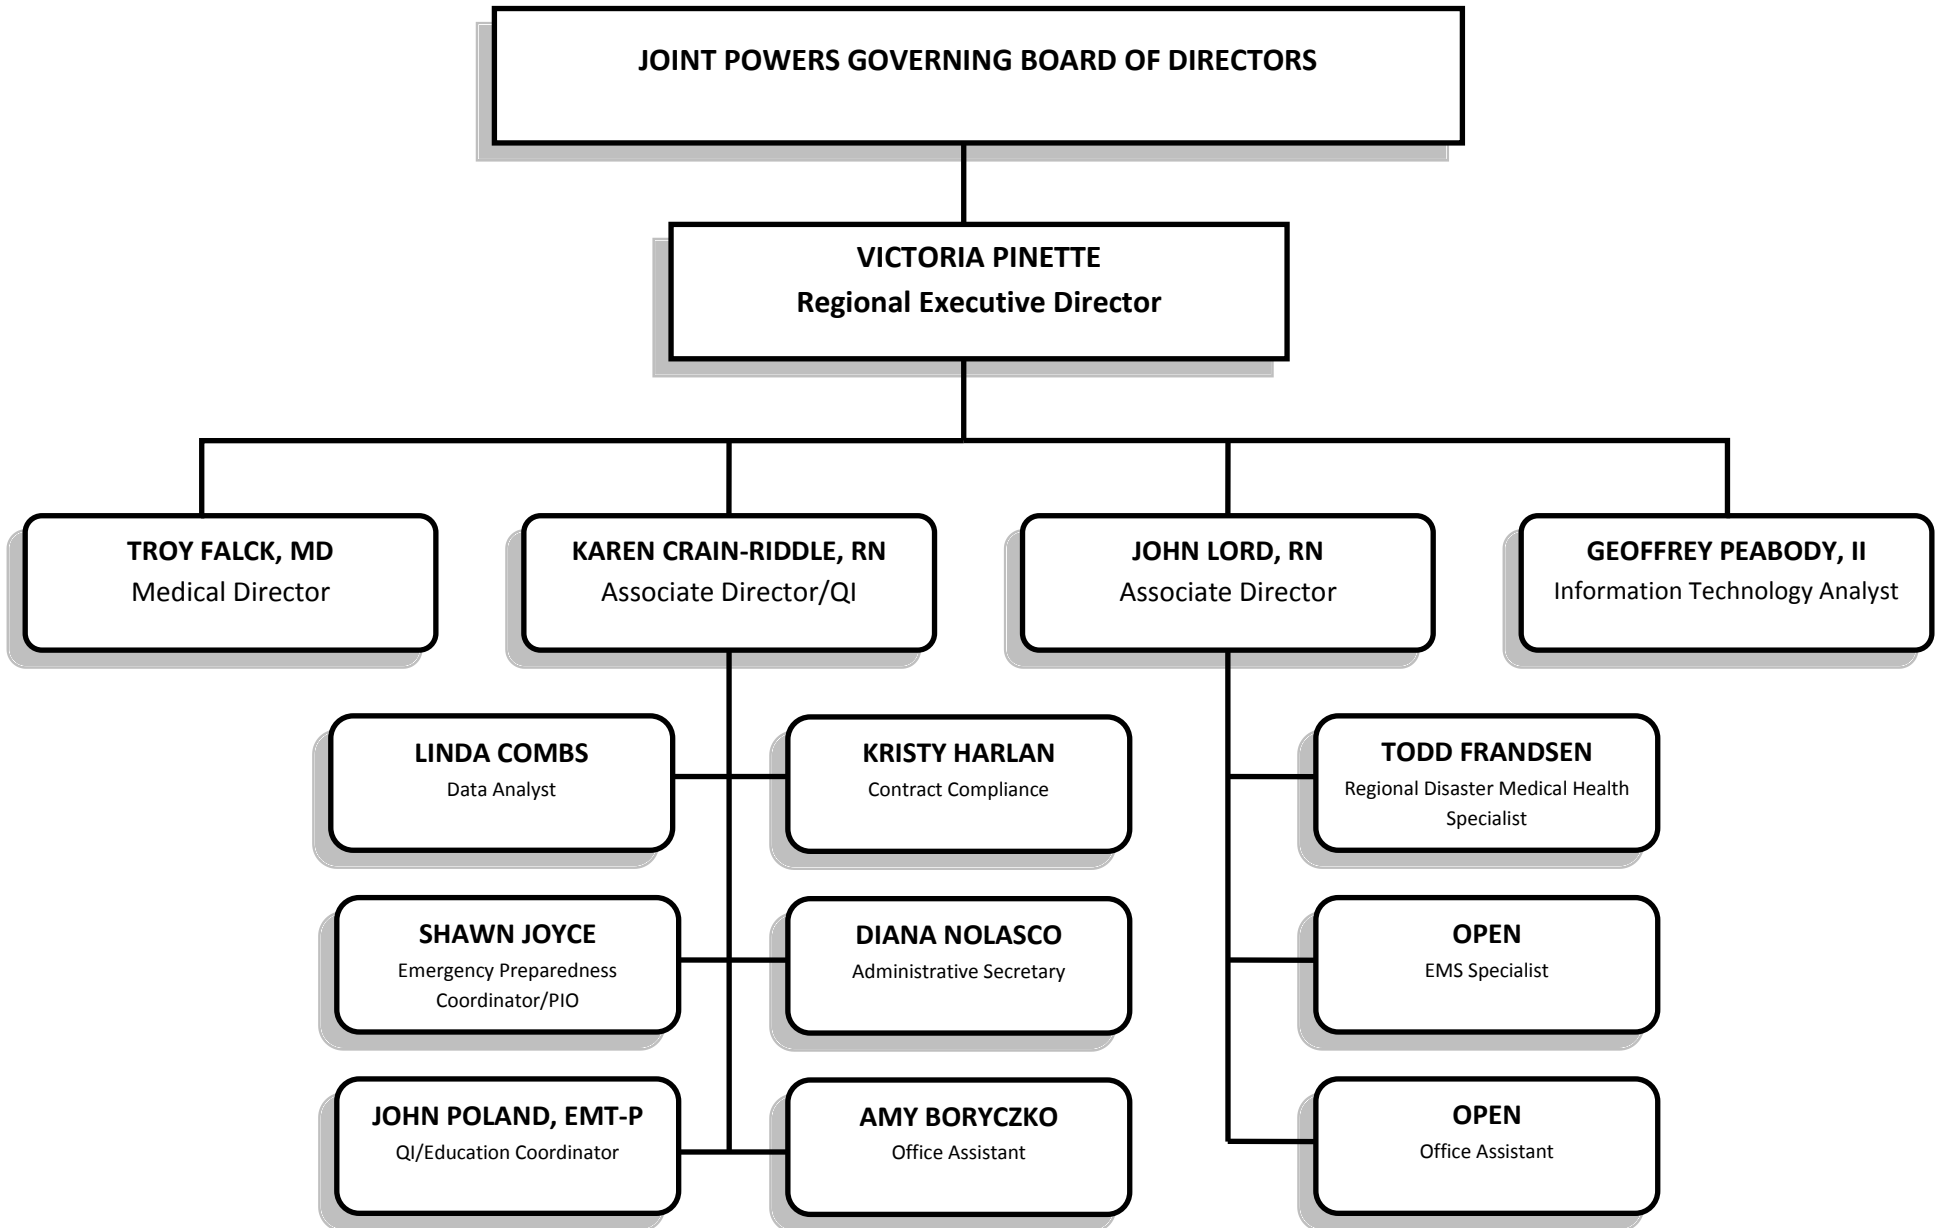 JOINT POWERS GOVERNING BOARD OF DIRECTORS
VICTORIA PINETTE
Regional Executive Director
TROY FALCK, MD
Medical Director
KAREN CRAIN-RIDDLE, RN
Associate Director/QI
JOHN LORD, RN
Associate Director
GEOFFREY PEABODY, II
Information Technology Analyst
LINDA COMBS
Data Analyst
KRISTY HARLAN
Contract Compliance
TODD FRANDSEN
Regional Disaster Medical Health
Specialist
SHAWN JOYCE
Emergency Preparedness
Coordinator/PIO
DIANA NOLASCO
Administrative Secretary
OPEN
EMS Specialist
JOHN POLAND, EMT-P
QI/Education Coordinator
AMY BORYCZKO
Office Assistant
OPEN
Office Assistant